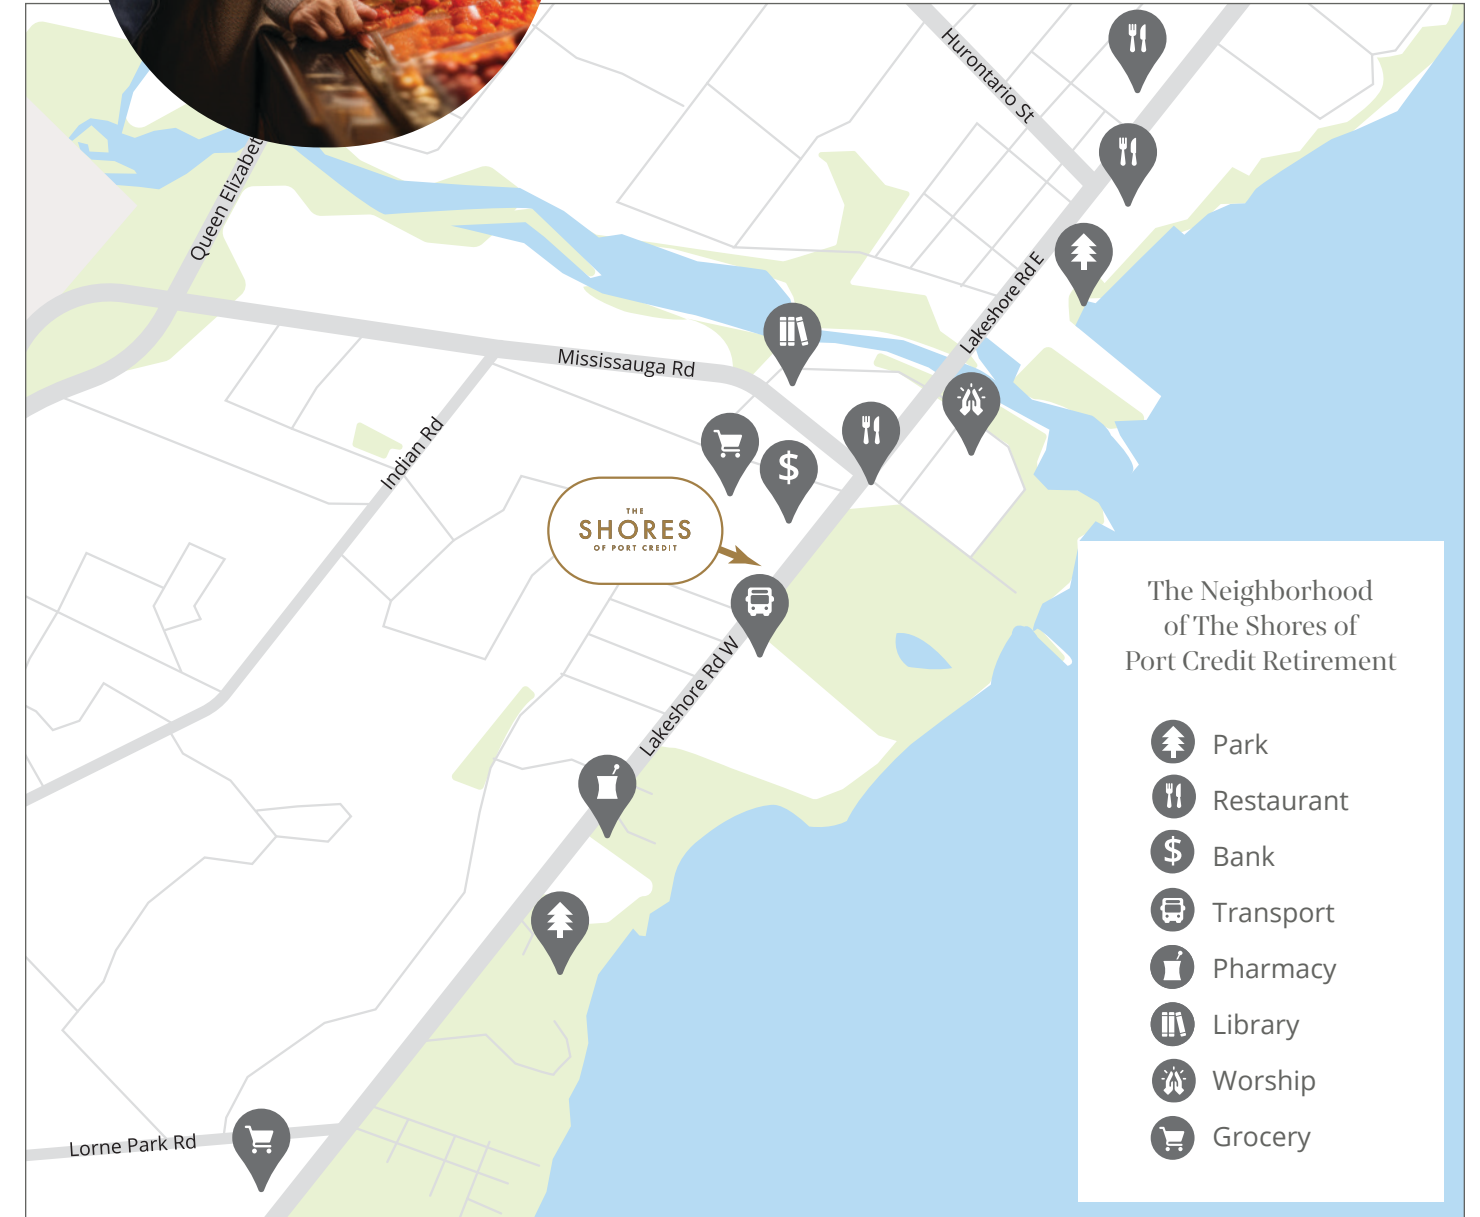 Hurontario St
Queen Elizabet
Lakeshore Rd E
Mississauga Rd
Indian Rd
THE
SHORES
OF PORT CREDIT
Lakeshore Rd W
Lorne Park Rd
The Neighborhood
of The Shores of
Port Credit Retirement
Park
Restaurant
$ Bank
Transport
Pharmacy
Library
Worship
Grocery
$